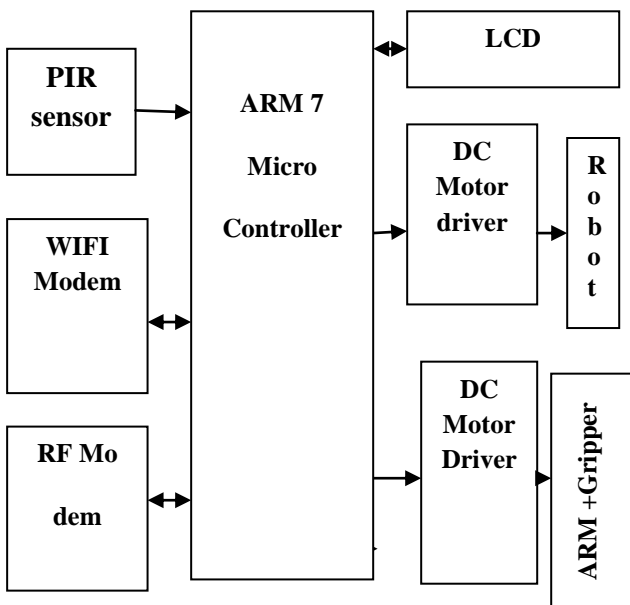 PIR
sensor
WIFI
Modem
RF Mo
dem
ARM 7
Micro
Controller
LCD
DC
Motor
driver
R
o
b
o
t
DC
Motor
Driver
ARM +Gripper